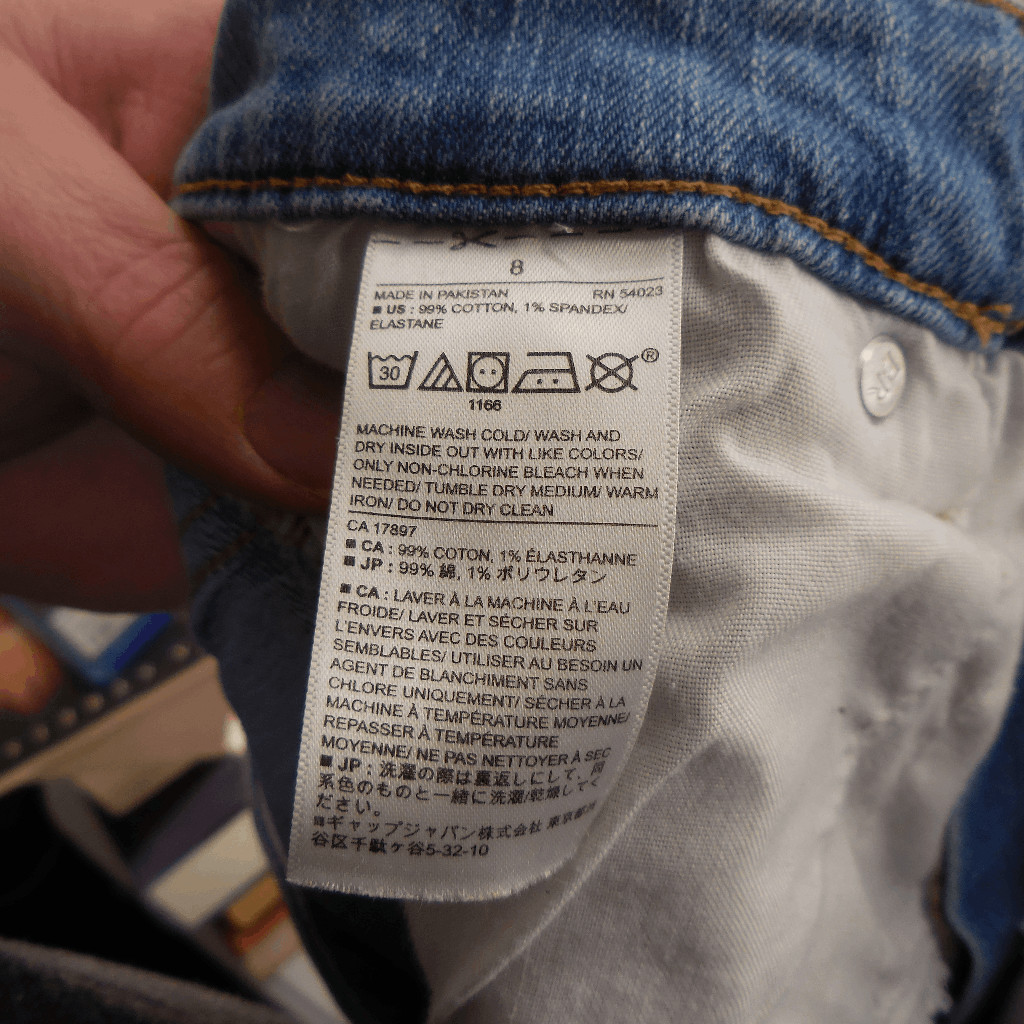 8
MADE IN PAKISTAN RN 54023
■ US : 99% COTTON, 1% SPANDEX/
ELASTANE
30
®
1166
MACHINE WASH COLD/ WASH AND
DRY INSIDE OUT WITH LIKE COLORS/
ONLY NON-CHLORINE BLEACH WHEN
NEEDED/ TUMBLE DRY MEDIUM/ WARM
IRON/ DO NOT DRY CLEAN
CA 17897
■ CA : 99% COTON, 1% ÉLASTHANNE
■ JP : 99% 綿, 1% ポリウレタン
■ CA : LAVER À LA MACHINE À L'EAU
FROIDE/ LAVER ET SÉCHER SUR
L'ENVERS AVEC DES COULEURS
SEMBLABLES/ UTILISER AU BESOIN UN
AGENT DE BLANCHIMENT SANS
CHLORE UNIQUEMENT/ SÉCHER À LA
MACHINE À TEMPÉRATURE MOYENNE/
REPASSER À TEMPÉRATURE
MOYENNE/ NE PAS NETTOYER À SEC
■ JP : 洗濯の際は裏返しにして、同
系色のものと一緒に洗濯/乾燥してく
ださい。
ギャップジャパン株式会社 東京都渋
谷区千駄ヶ谷5-32-10